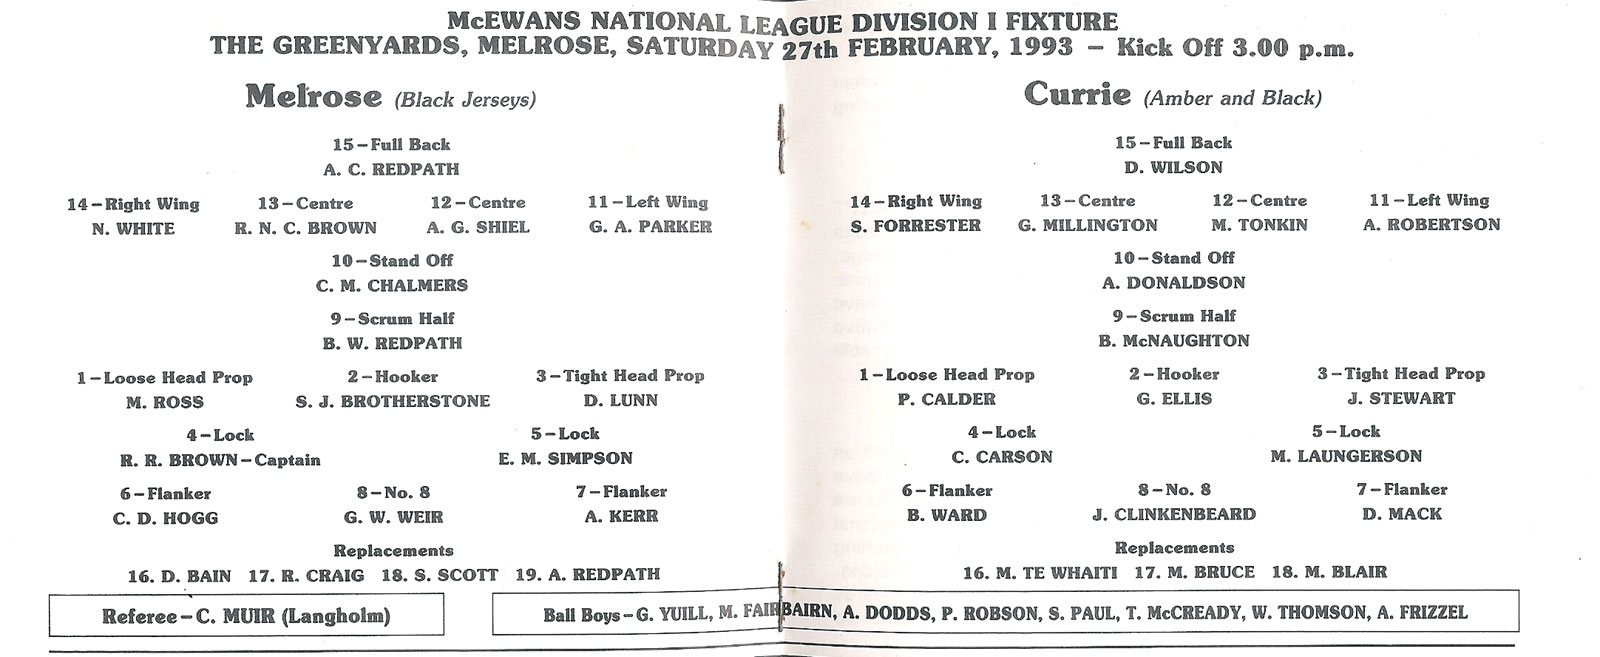 McEWANS NATIONAL LEAGUE DIVISION I FIXTURE
THE GREENYARDS, MELROSE, SATURDAY 27th FEBRUARY, 1993 – Kick Off 3.00 p.m.
Melrose (Black Jerseys)
15–Full Back
A. C. REDPATH
14–Right Wing 13–Centre 12–Centre 11–Left Wing
N. WHITE R. N. C. BROWN A. G. SHIEL G. A. PARKER
10–Stand Off
C. M. CHALMERS
9–Scrum Half
B. W. REDPATH
1–Loose Head Prop 2–Hooker 3–Tight Head Prop
M. ROSS S. J. BROTHERSTONE D. LUNN
4–Lock 5–Lock
R. R. BROWN–Captain E. M. SIMPSON
6–Flanker 8–No. 8 7–Flanker
C. D. HOGG G. W. WEIR A. KERR
Replacements
16. D. BAIN 17. R. CRAIG 18. S. SCOTT 19. A. REDPATH
Currie (Amber and Black)
15–Full Back
D. WILSON
14–Right Wing 13–Centre 12–Centre 11–Left Wing
S. FORRESTER G. MILLINGTON M. TONKIN A. ROBERTSON
10–Stand Off
A. DONALDSON
9–Scrum Half
B. McNAUGHTON
1–Loose Head Prop 2–Hooker 3–Tight Head Prop
P. CALDER G. ELLIS J. STEWART
4–Lock 5–Lock
C. CARSON M. LAUNGERSON
6–Flanker 8–No. 8 7–Flanker
B. WARD J. CLINKENBEARD D. MACK
Replacements
16. M. TE WHAITI 17. M. BRUCE 18. M. BLAIR
Referee–C. MUIR (Langholm)
Ball Boys–G. YUILL, M. FAIRBAIRN, A. DODDS, P. ROBSON, S. PAUL, T. McCREADY, W. THOMSON, A. FRIZZEL